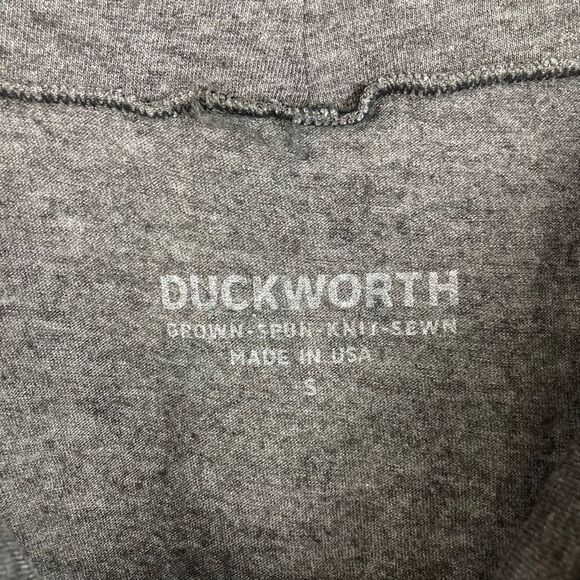 DUCKWORTH
GROWN-SPUN-KNIT-SEWN
MADE IN USA
S